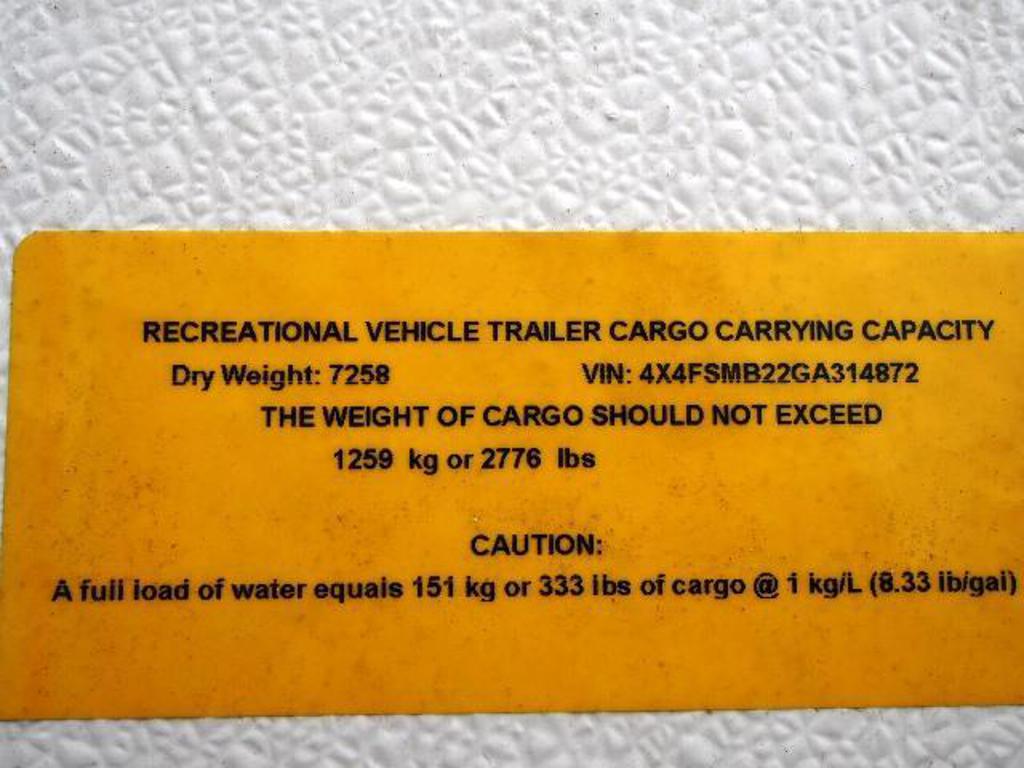 RECREATIONAL VEHICLE TRAILER CARGO CARRYING CAPACITY
Dry Weight: 7258 VIN: 4X4FSMB22GA314872
THE WEIGHT OF CARGO SHOULD NOT EXCEED
1259 kg or 2776 lbs
CAUTION:
A full load of water equals 151 kg or 333 lbs of cargo @ 1 kg/L (8.33 lb/gal)